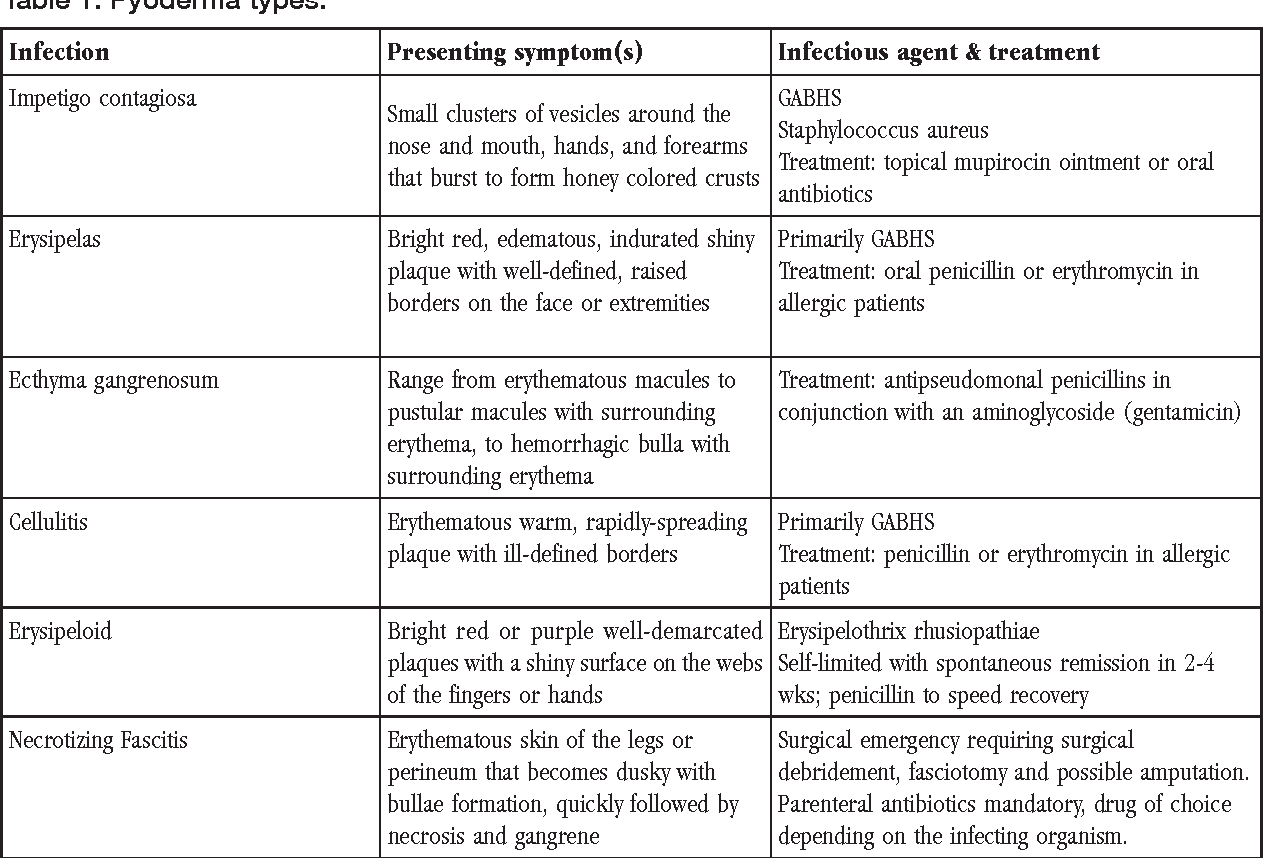 Table 1. Pyoderma types.
Infection
Presenting symptom(s)
Infectious agent & treatment
Impetigo contagiosa
Small clusters of vesicles around the
nose and mouth, hands, and forearms
that burst to form honey colored crusts
GABHS
Staphylococcus aureus
Treatment: topical mupirocin ointment or oral
antibiotics
Erysipelas
Bright red, edematous, indurated shiny
plaque with well-defined, raised
borders on the face or extremities
Primarily GABHS
Treatment: oral penicillin or erythromycin in
allergic patients
Ecthyma gangrenosum
Range from erythematous macules to
pustular macules with surrounding
erythema, to hemorrhagic bulla with
surrounding erythema
Treatment: antipseudomonal penicillins in
conjunction with an aminoglycoside (gentamicin)
Cellulitis
Erythematous warm, rapidly-spreading
plaque with ill-defined borders
Primarily GABHS
Treatment: penicillin or erythromycin in allergic
patients
Erysipeloid
Bright red or purple well-demarcated
plaques with a shiny surface on the webs
of the fingers or hands
Erysipelothrix rhusiopathiae
Self-limited with spontaneous remission in 2-4
wks; penicillin to speed recovery
Necrotizing Fascitis
Erythematous skin of the legs or
perineum that becomes dusky with
bullae formation, quickly followed by
necrosis and gangrene
Surgical emergency requiring surgical
debridement, fasciotomy and possible amputation.
Parenteral antibiotics mandatory, drug of choice
depending on the infecting organism.